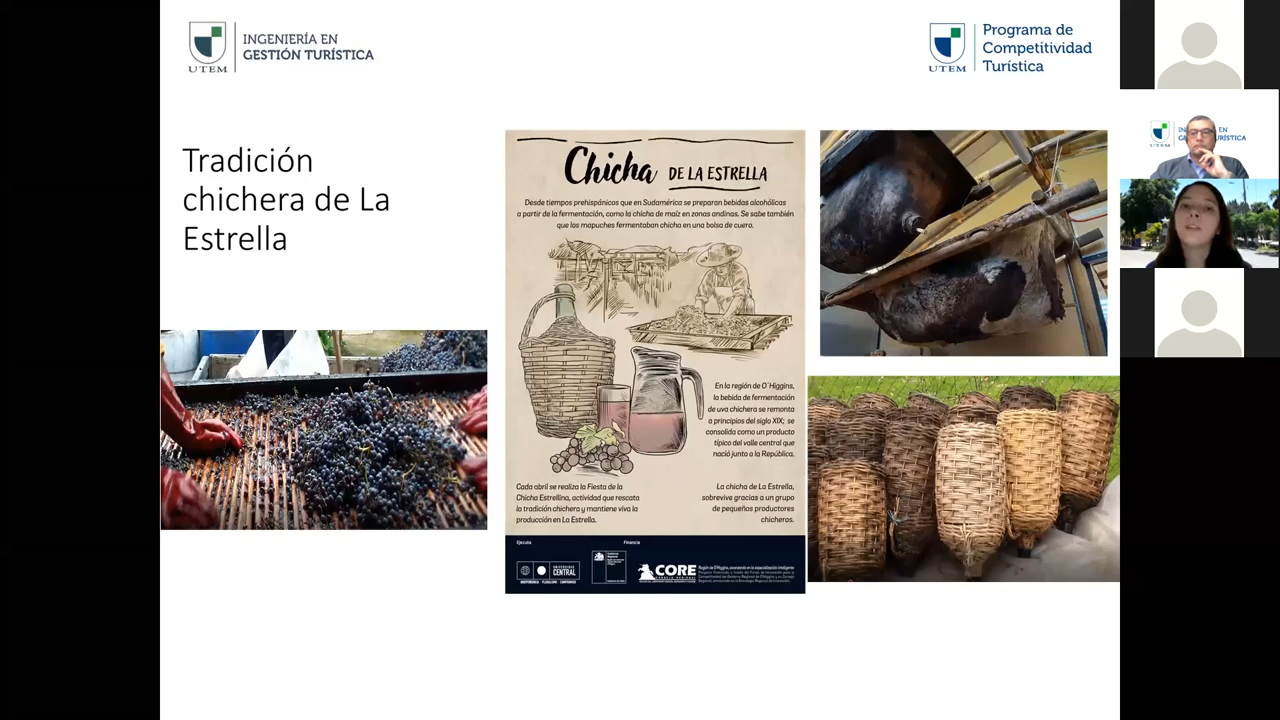 UTEM
INGENIERÍA EN
GESTIÓN TURÍSTICA
UTEM
Programa de
Competitividad
Turística
Tradición
chichera de La
Estrella
Chicha DE LA ESTRELLA
Desde tiempos prehispánicos que en Sudamérica se preparan bebidas alcohólicas
a partir de la fermentación, como la chicha de maíz en zonas andinas. Se sabe también
que los mapuches fermentaban chicha en una bolsa de cuero.
En la región de O´Higgins,
la bebida de fermentación
de uva chichera se remonta
a principios del siglo XIX; se
consolida como un producto
típico del valle central que
nació junto a la República.
Cada abril se realiza la Fiesta de la
Chicha Estrellina, actividad que rescata
la tradición chichera y mantiene viva la
producción en La Estrella.
La chicha de La Estrella,
sobrevive gracias a un grupo
de pequeños productores
chicheros.
Ejecuta
Financia
UNIVERSIDAD
CENTRAL
CORE
UTEM